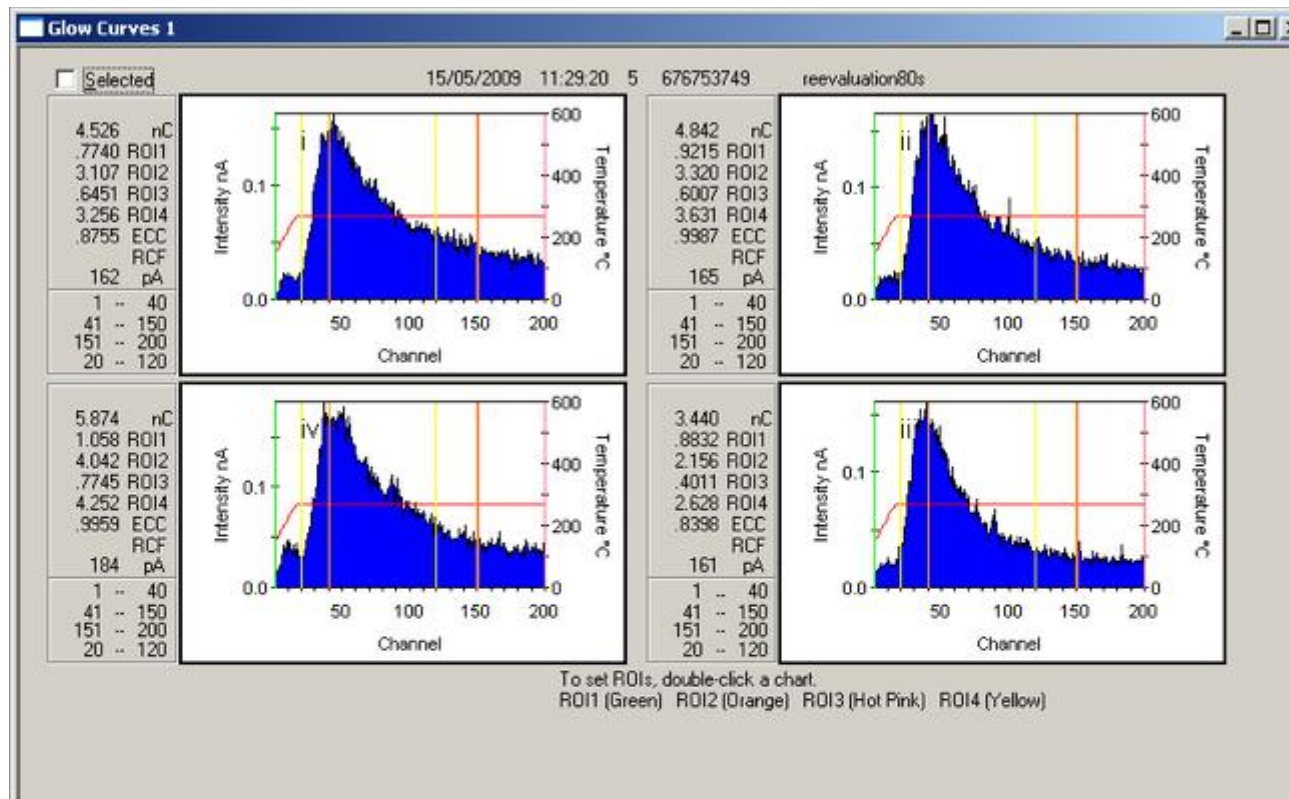 Glow Curves 1
Selected
15/05/2009 11:29:20 5 676753749 reevaluation80s
4.526 nC
.7740 ROI1
3.107 ROI2
.6451 ROI3
3.256 ROI4
.8755 ECC
RCF
162 pA
1 -- 40
41 -- 150
151 -- 200
20 -- 120
Intensity nA
0.1
0.0
i
50 100 150 200
Channel
600
400
200
0
Temperature °C
4.842 nC
.9215 ROI1
3.320 ROI2
.6007 ROI3
3.631 ROI4
.9987 ECC
RCF
165 pA
1 -- 40
41 -- 150
151 -- 200
20 -- 120
Intensity nA
0.1
0.0
ii
50 100 150 200
Channel
600
400
200
0
Temperature °C
5.874 nC
1.058 ROI1
4.042 ROI2
.7745 ROI3
4.252 ROI4
.9959 ECC
RCF
184 pA
1 -- 40
41 -- 150
151 -- 200
20 -- 120
Intensity nA
0.1
0.0
iv
50 100 150 200
Channel
600
400
200
0
Temperature °C
3.440 nC
.8832 ROI1
2.156 ROI2
.4011 ROI3
2.628 ROI4
.8398 ECC
RCF
161 pA
1 -- 40
41 -- 150
151 -- 200
20 -- 120
Intensity nA
0.1
0.0
50 100 150 200
Channel
600
400
200
0
Temperature °C
To set ROIs, double-click a chart.
ROI1 (Green) ROI2 (Orange) ROI3 (Hot Pink) ROI4 (Yellow)